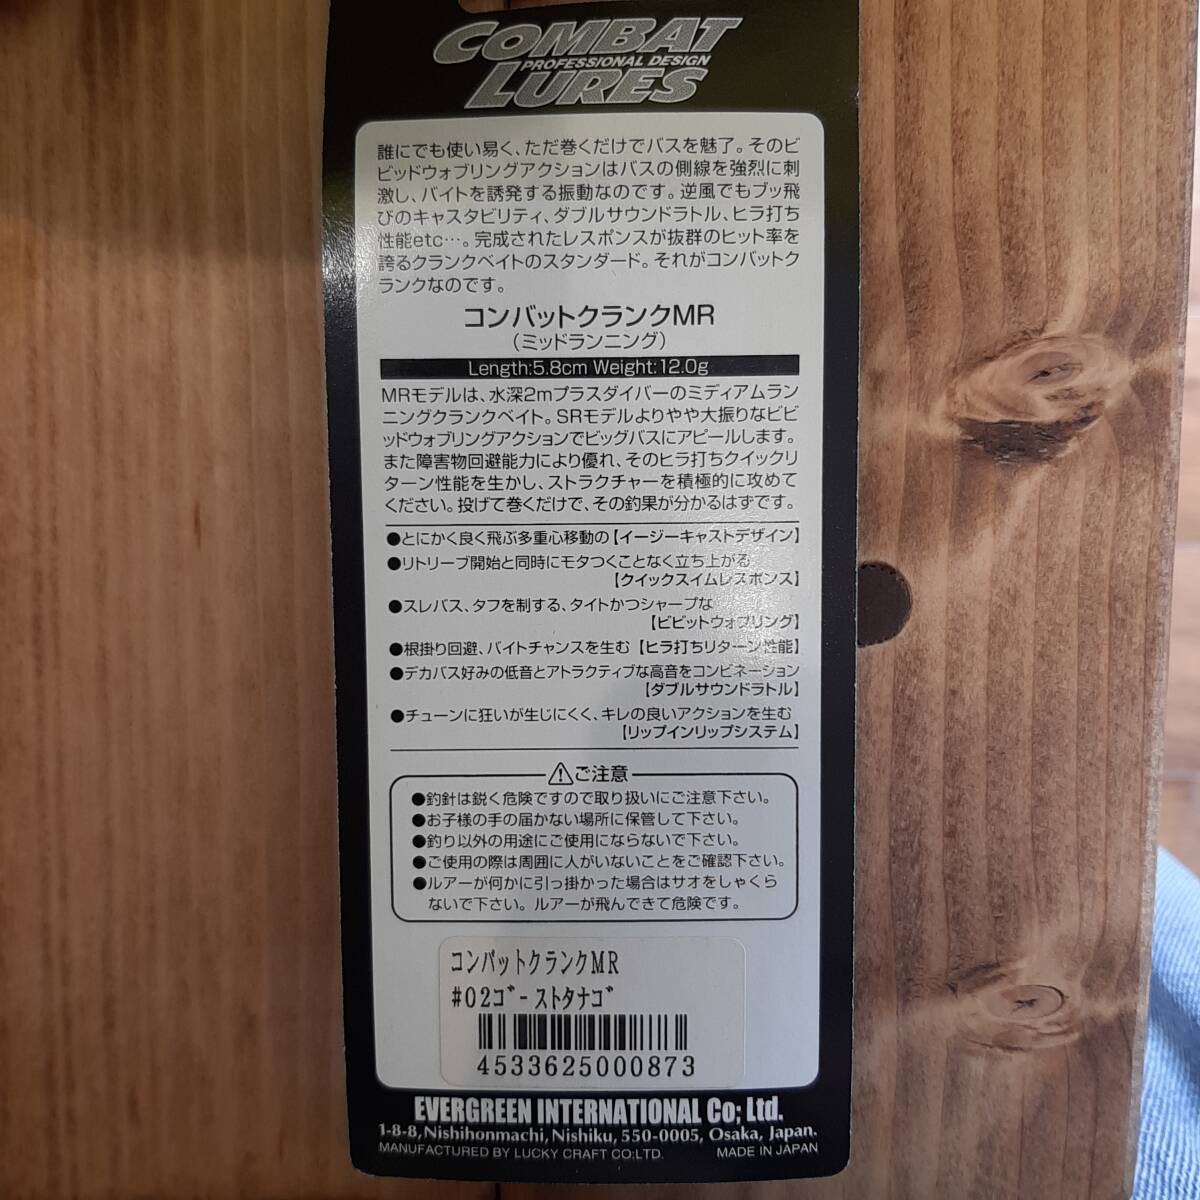 COMBAT
PROFESSIONAL DESIGN
LURES
誰にでも使い易く、ただ巻くだけでバスを魅了。そのビ
ビッドウォブリングアクションはバスの側線を強烈に刺
激し、バイトを誘発する振動なのです。逆風でもブッ飛
びのキャスタビリティ、ダブルサウンドラトル、ヒラ打ち
性能etc…。完成されたレスポンスが抜群のヒット率を
誇るクランクベイトのスタンダード。それがコンバットク
ランクなのです。
コンバットクランクMR
(ミッドランニング)
Length:5.8cm Weight:12.0g
MRモデルは、水深2mプラスダイバーのミディアムラン
ニングクランクベイト。SRモデルよりやや大振りなビビ
ッドウォブリングアクションでビッグバスにアピールします。
また障害物回避能力により優れ、そのヒラ打ちクイックリ
ターン性能を生かし、ストラクチャーを積極的に攻めて
ください。投げて巻くだけで、その釣果が分かるはずです。
●とにかく良く飛ぶ多重心移動の【イージーキャストデザイン】
●リトリーブ開始と同時にモタつくことなく立ち上がる
【クイックスイムレスポンス】
●スレバス、タフを制する、タイトかつシャープな
【ビビットウォブリング】
●根掛り回避、バイトチャンスを生む【ヒラ打ちリターン性能】
●デカバス好みの低音とアトラクティブな高音をコンビネーション
【ダブルサウンドラトル】
●チューンに狂いが生じにくく、キレの良いアクションを生む
【リップインリップシステム】
⚠ご注意
●釣針は鋭く危険ですので取り扱いにご注意下さい。
●お子様の手の届かない場所に保管して下さい。
●釣り以外の用途にご使用にならないで下さい。
●ご使用の際は周囲に人がいないことをご確認下さい。
●ルアーが何かに引っ掛かった場合はサオをしゃくら
ないで下さい。ルアーが飛んできて危険です。
コンバットクランクMR
#02ｺﾞｰｽﾄﾀﾅｺﾞ
4533625000873
EVERGREEN INTERNATIONAL Co; Ltd.
1-8-8, Nishihonmachi, Nishiku, 550-0005, Osaka, Japan.
MANUFACTURED BY LUCKY CRAFT CO:LTD. MADE IN JAPAN